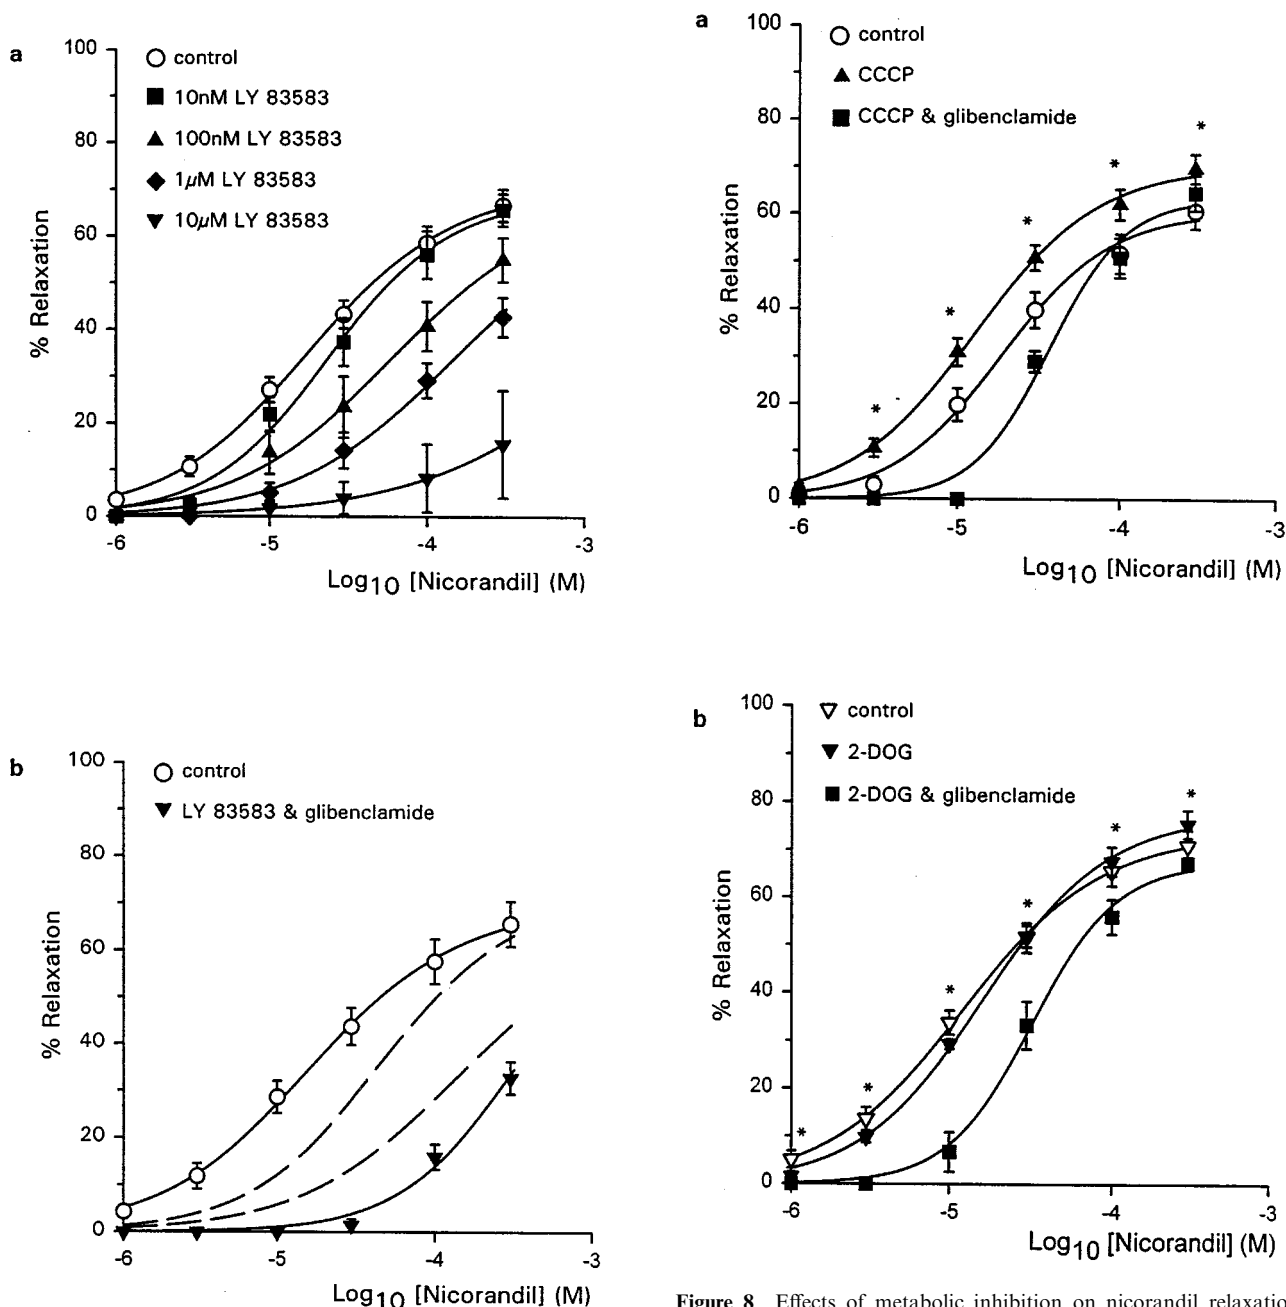 a
100
80
60
40
20
0
% Relaxation
control
10nM LY 83583
100nM LY 83583
1µM LY 83583
10µM LY 83583
-6
-5
-4
-3
Log10 [Nicorandil] (M)
b
100
80
60
40
20
0
% Relaxation
control
LY 83583 & glibenclamide
-6
-5
-4
-3
Log10 [Nicorandil] (M)
a
100
80
60
40
20
0
% Relaxation
control
CCCP
CCCP & glibenclamide
*
*
*
*
*
*
-6
-5
-4
-3
Log10 [Nicorandil] (M)
b
100
80
60
40
20
0
% Relaxation
control
2-DOG
2-DOG & glibenclamide
*
*
*
*
*
*
-6
-5
-4
-3
Log10 [Nicorandil] (M)
Figure 8 Effects of metabolic inhibition on nicorandil relaxatio